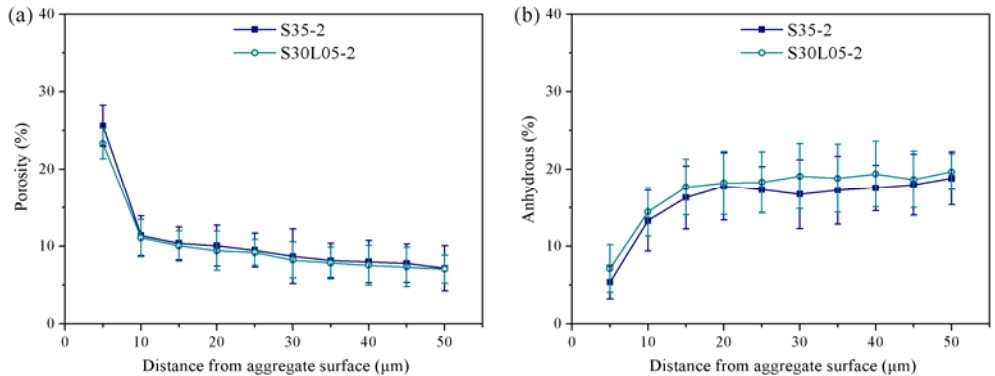 (a)
S35-2
S30L05-2
Porosity (%)
40
30
20
10
0
0 10 20 30 40 50
Distance from aggregate surface (μm)
(b)
S35-2
S30L05-2
Anhydrous (%)
40
30
20
10
0
0 10 20 30 40 50
Distance from aggregate surface (μm)